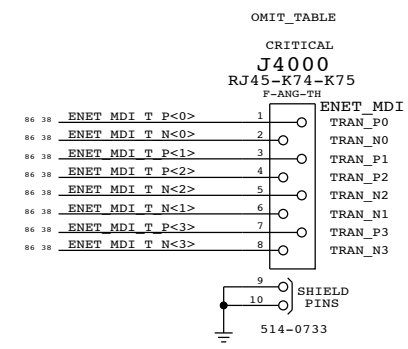 OMIT_TABLE
CRITICAL
J4000
RJ45-K74-K75
F-ANG-TH
ENET_MDI
86 38 ENET_MDI_T_P<0> 1 TRAN_P0
86 38 ENET_MDI_T_N<0> 2 TRAN_N0
86 38 ENET_MDI_T_P<1> 3 TRAN_P1
86 38 ENET_MDI_T_P<2> 4 TRAN_P2
86 38 ENET_MDI_T_N<2> 5 TRAN_N2
86 38 ENET_MDI_T_N<1> 6 TRAN_N1
86 38 ENET_MDI_T_P<3> 7 TRAN_P3
86 38 ENET_MDI_T_N<3> 8 TRAN_N3
9 SHIELD
10 PINS
514-0733